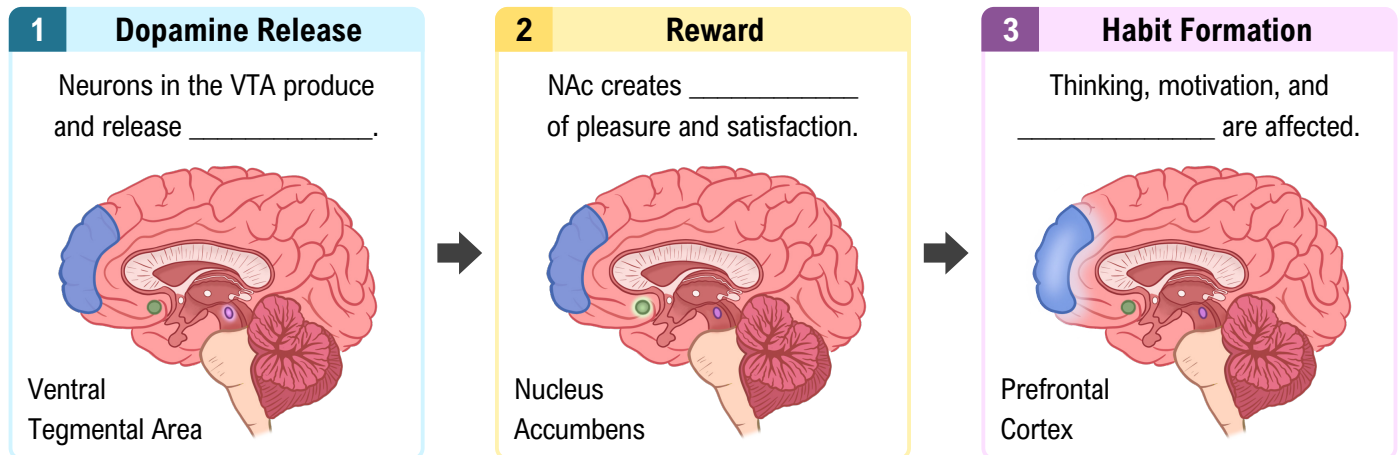 1 Dopamine Release
Neurons in the VTA produce
and release _____________.
Ventral
Tegmental Area
2 Reward
NAc creates ____________
of pleasure and satisfaction.
Nucleus
Accumbens
3 Habit Formation
Thinking, motivation, and
______________ are affected.
Prefrontal
Cortex